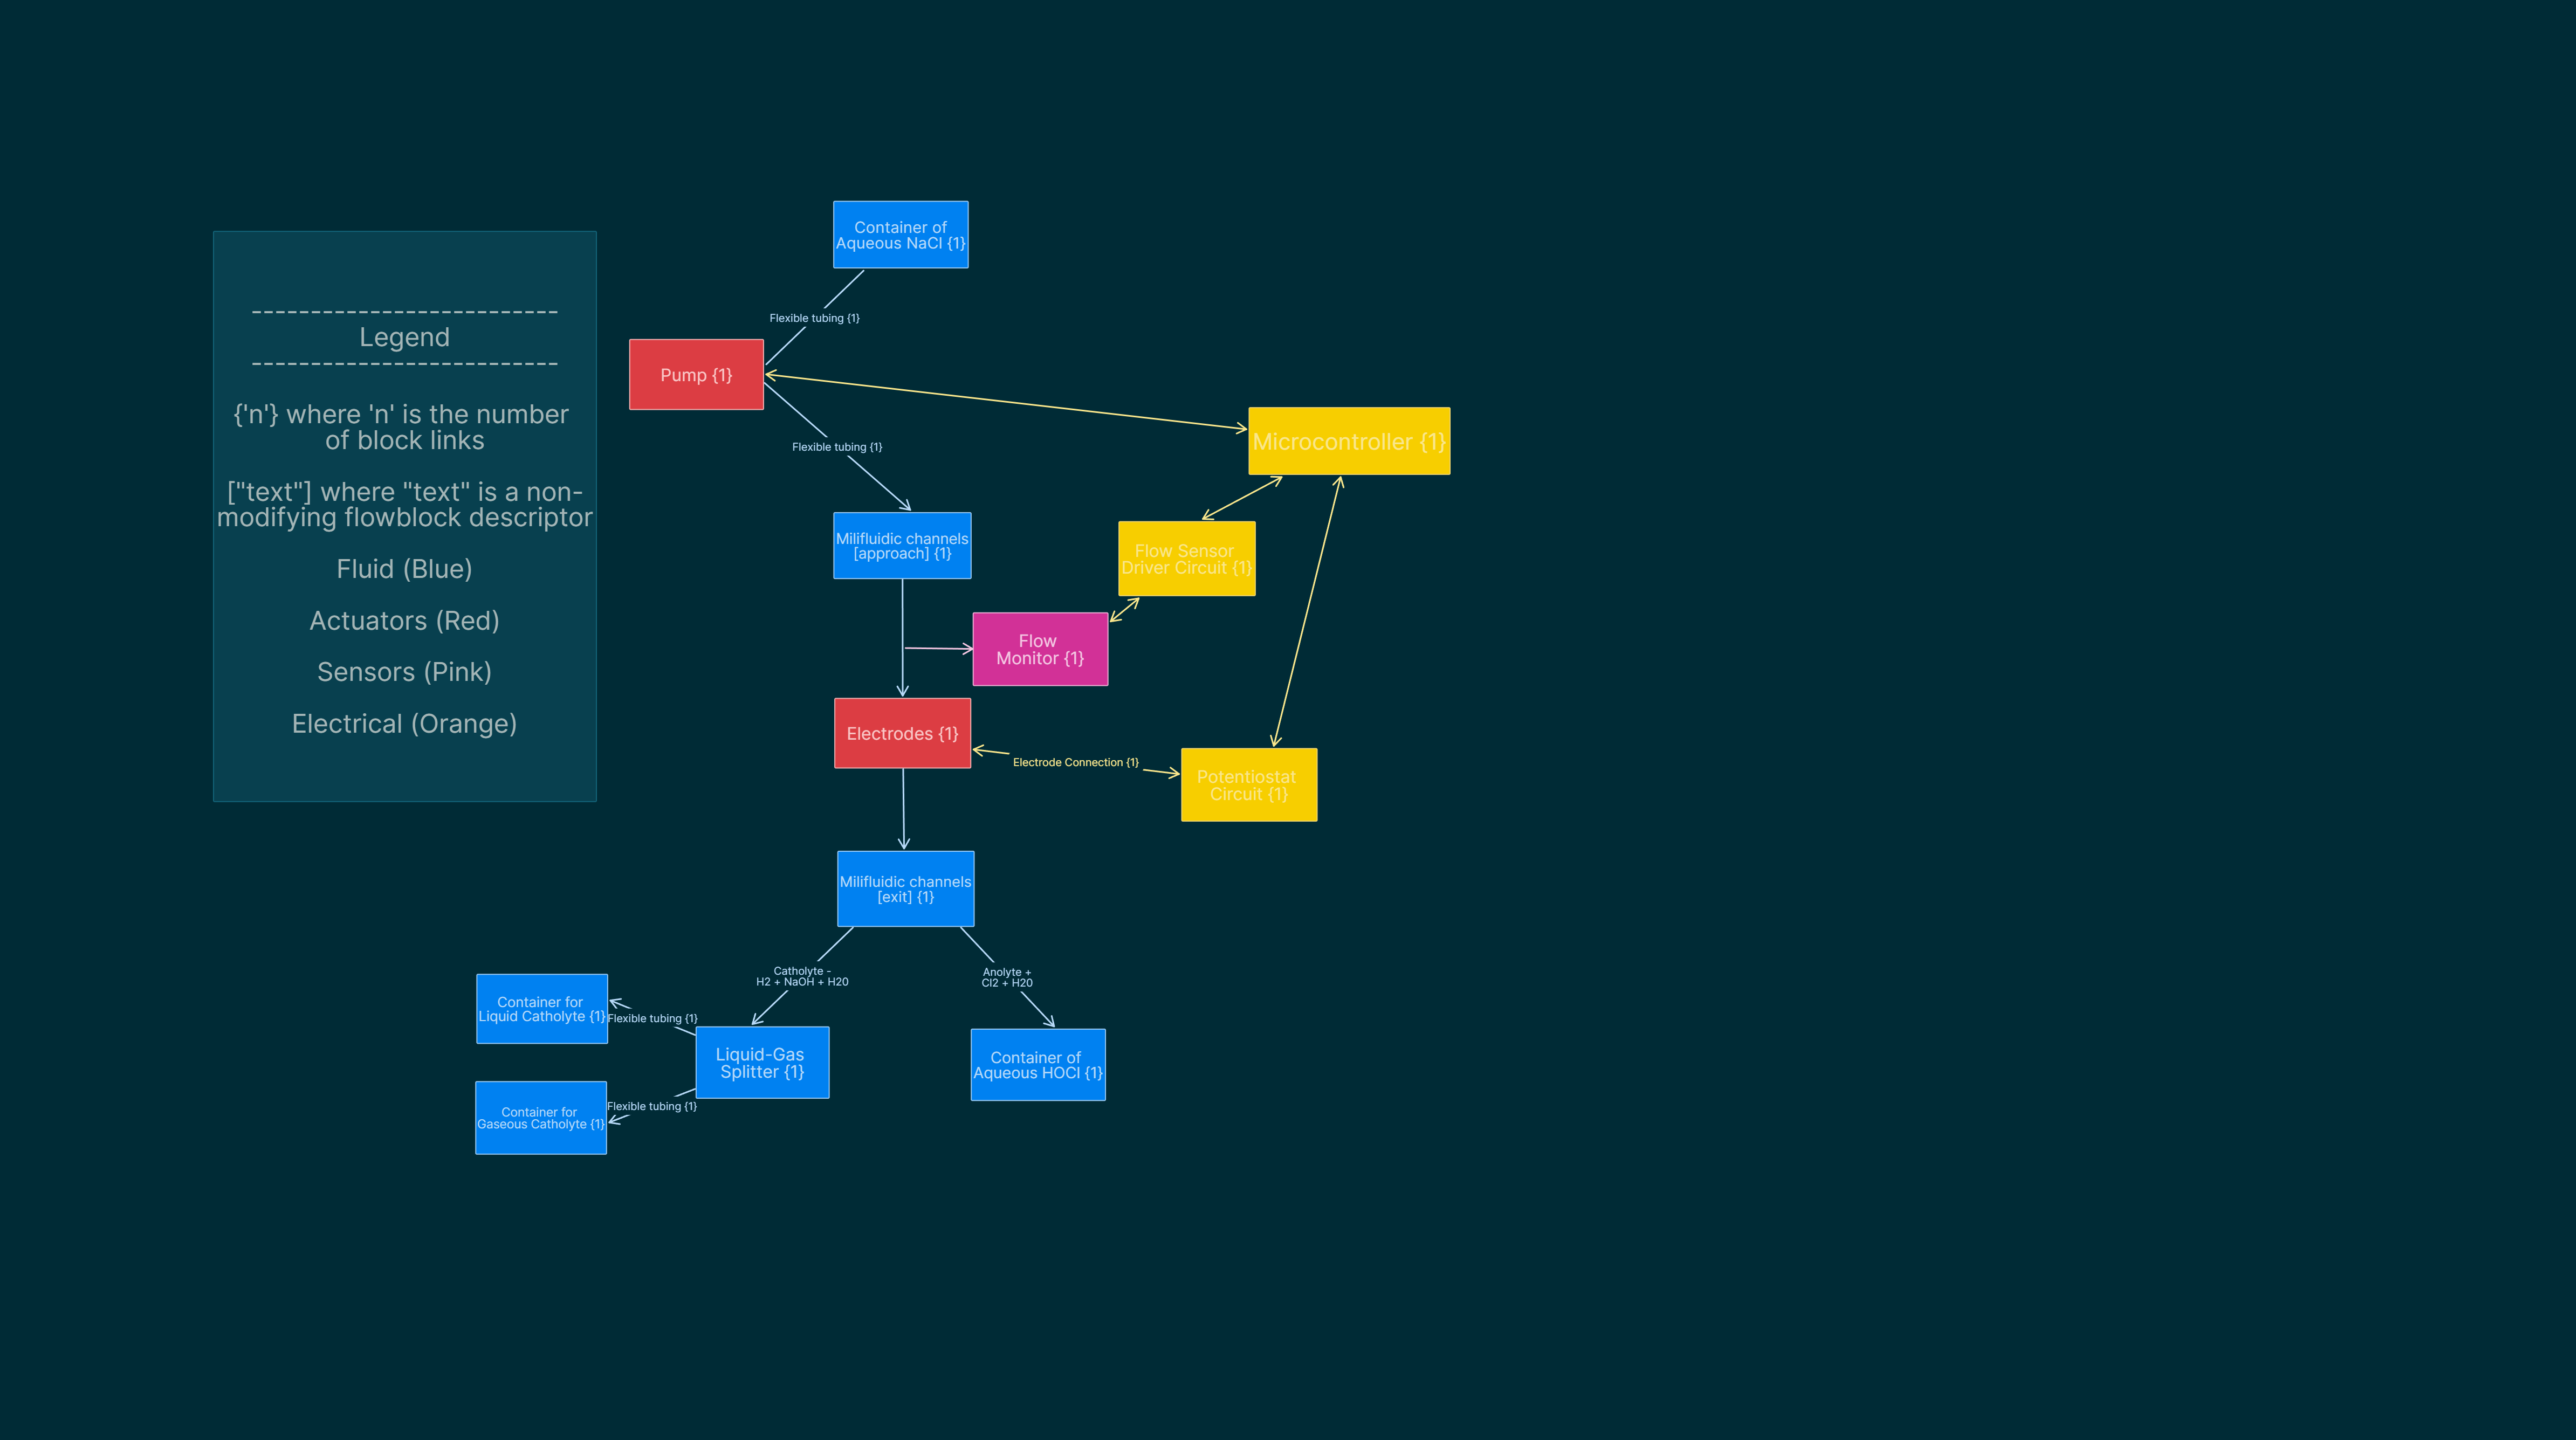 Container of
Aqueous NaCl {1}
Flexible tubing {1}
Pump {1}
Flexible tubing {1}
Microcontroller {1}
--------------------------
Legend
--------------------------
{'n'} where 'n' is the number
of block links
["text"] where "text" is a non-
modifying flowblock descriptor
Fluid (Blue)
Actuators (Red)
Sensors (Pink)
Electrical (Orange)
Milifluidic channels
[approach] {1}
Flow Sensor
Driver Circuit {1}
Flow
Monitor {1}
Electrodes {1}
Electrode Connection {1}
Potentiostat
Circuit {1}
Milifluidic channels
[exit] {1}
Catholyte -
H2 + NaOH + H20
Anolyte +
Cl2 + H20
Container for
Liquid Catholyte {1}
Flexible tubing {1}
Liquid-Gas
Splitter {1}
Container of
Aqueous HOCl {1}
Flexible tubing {1}
Container for
Gaseous Catholyte {1}